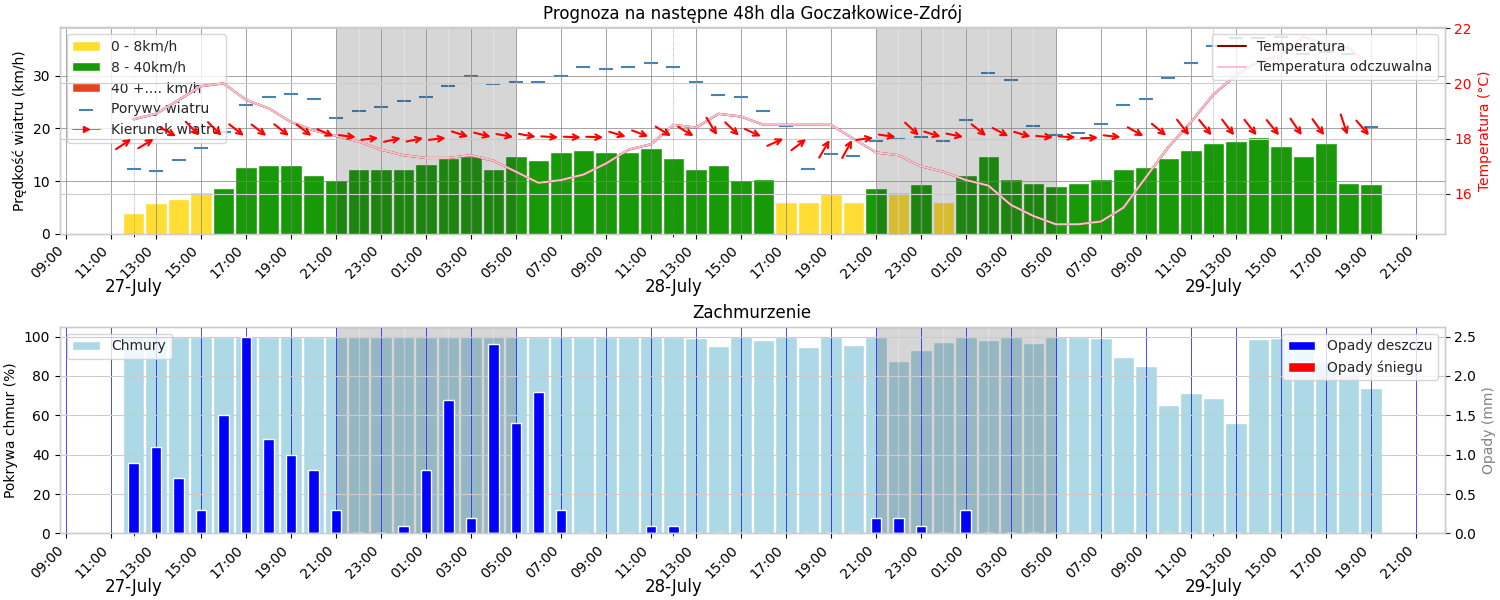 Prognoza na następne 48h dla Goczałkowice-Zdrój
0 - 8km/h
8 - 40km/h
40 +.... km/h
Porywy wiatru
Kierunek wiatru
Temperatura
Temperatura odczuwalna
Prędkość wiatru (km/h)
0
10
20
30
Temperatura (°C)
16
18
20
22
09:00 11:00 13:00 15:00 17:00 19:00 21:00 23:00 01:00 03:00 05:00 07:00 09:00 11:00 13:00 15:00 17:00 19:00 21:00 23:00 01:00 03:00 05:00 07:00 09:00 11:00 13:00 15:00 17:00 19:00 21:00
27-July 28-July 29-July
Zachmurzenie
Chmury
Opady deszczu
Opady śniegu
Pokrywa chmur (%)
0
20
40
60
80
100
Opady (mm)
0.0
0.5
1.0
1.5
2.0
2.5
09:00 11:00 13:00 15:00 17:00 19:00 21:00 23:00 01:00 03:00 05:00 07:00 09:00 11:00 13:00 15:00 17:00 19:00 21:00 23:00 01:00 03:00 05:00 07:00 09:00 11:00 13:00 15:00 17:00 19:00 21:00
27-July 28-July 29-July